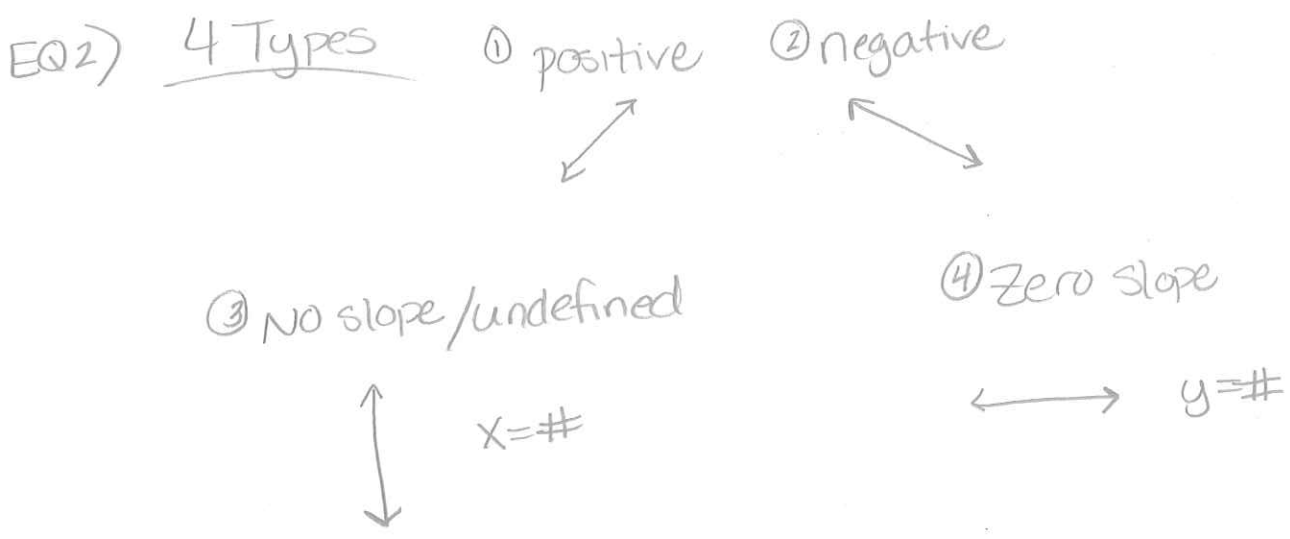 EQ2) 4 Types ① positive ② negative
③ No slope/undefined ④ Zero slope
x=# y=#